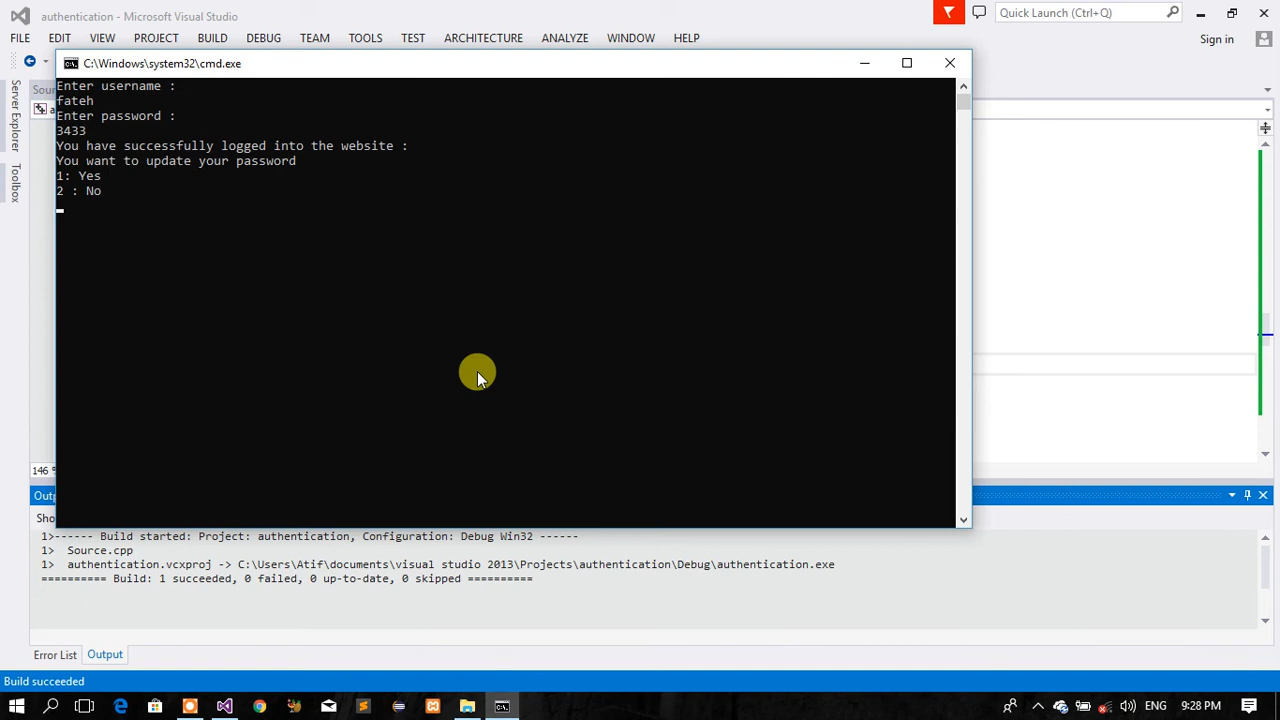 authentication - Microsoft Visual Studio
Quick Launch (Ctrl+Q)
FILE EDIT VIEW PROJECT BUILD DEBUG TEAM TOOLS TEST ARCHITECTURE ANALYZE WINDOW HELP
Sign in
C:\Windows\system32\cmd.exe
Server Explorer
Toolbox
Enter username :
fateh
Enter password :
3433
You have successfully logged into the website :
You want to update your password
1: Yes
2 : No
146 %
1>------ Build started: Project: authentication, Configuration: Debug Win32 ------
1>  Source.cpp
1>  authentication.vcxproj -> C:\Users\Atif\documents\visual studio 2013\Projects\authentication\Debug\authentication.exe
========== Build: 1 succeeded, 0 failed, 0 up-to-date, 0 skipped ==========
Error List Output
Build succeeded
ENG 9:28 PM